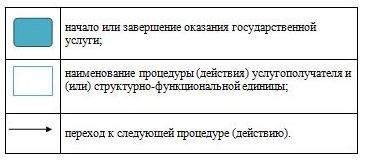 начало или завершение оказания государственной
услуги;
наименование процедуры (действия) услугополучателя и
(или) структурно-функциональной единицы;
переход к следующей процедуре (действию).